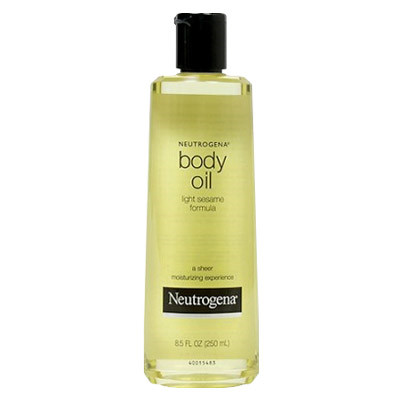 NEUTROGENA®
body
oil
light sesame
formula
a sheer
moisturizing experience
Neutrogena®
8.5 FL OZ (250 mL)